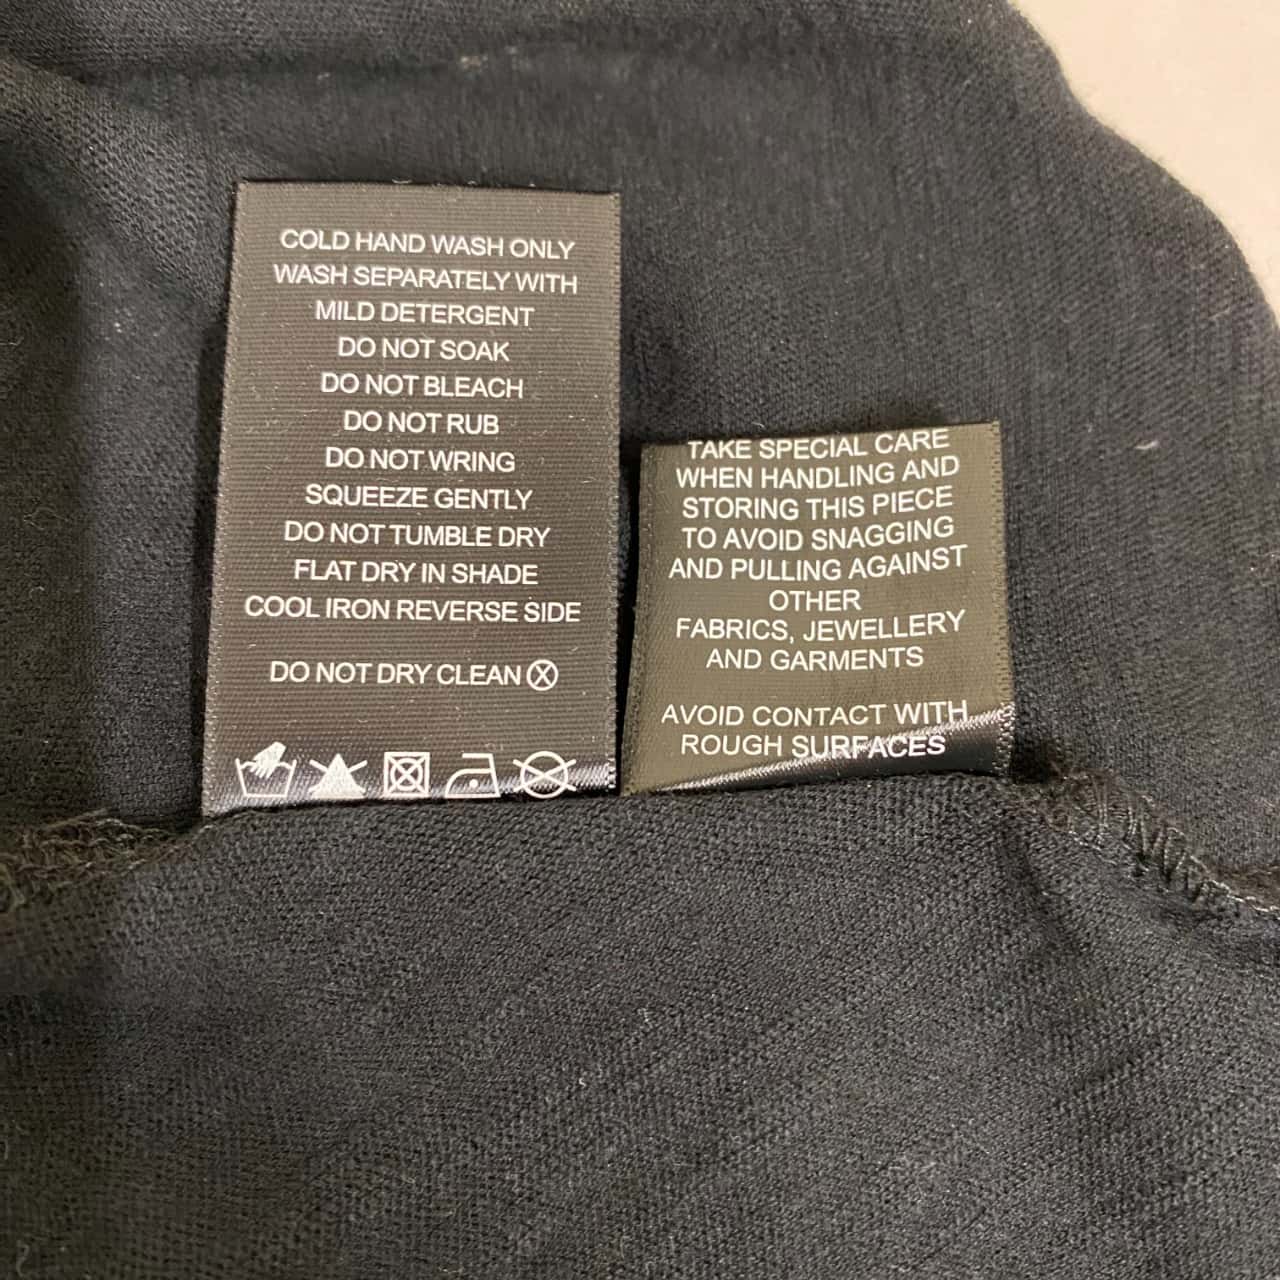 COLD HAND WASH ONLY
WASH SEPARATELY WITH
MILD DETERGENT
DO NOT SOAK
DO NOT BLEACH
DO NOT RUB
DO NOT WRING
SQUEEZE GENTLY
DO NOT TUMBLE DRY
FLAT DRY IN SHADE
COOL IRON REVERSE SIDE
DO NOT DRY CLEAN
TAKE SPECIAL CARE
WHEN HANDLING AND
STORING THIS PIECE
TO AVOID SNAGGING
AND PULLING AGAINST
OTHER
FABRICS, JEWELLERY
AND GARMENTS
AVOID CONTACT WITH
ROUGH SURFACES